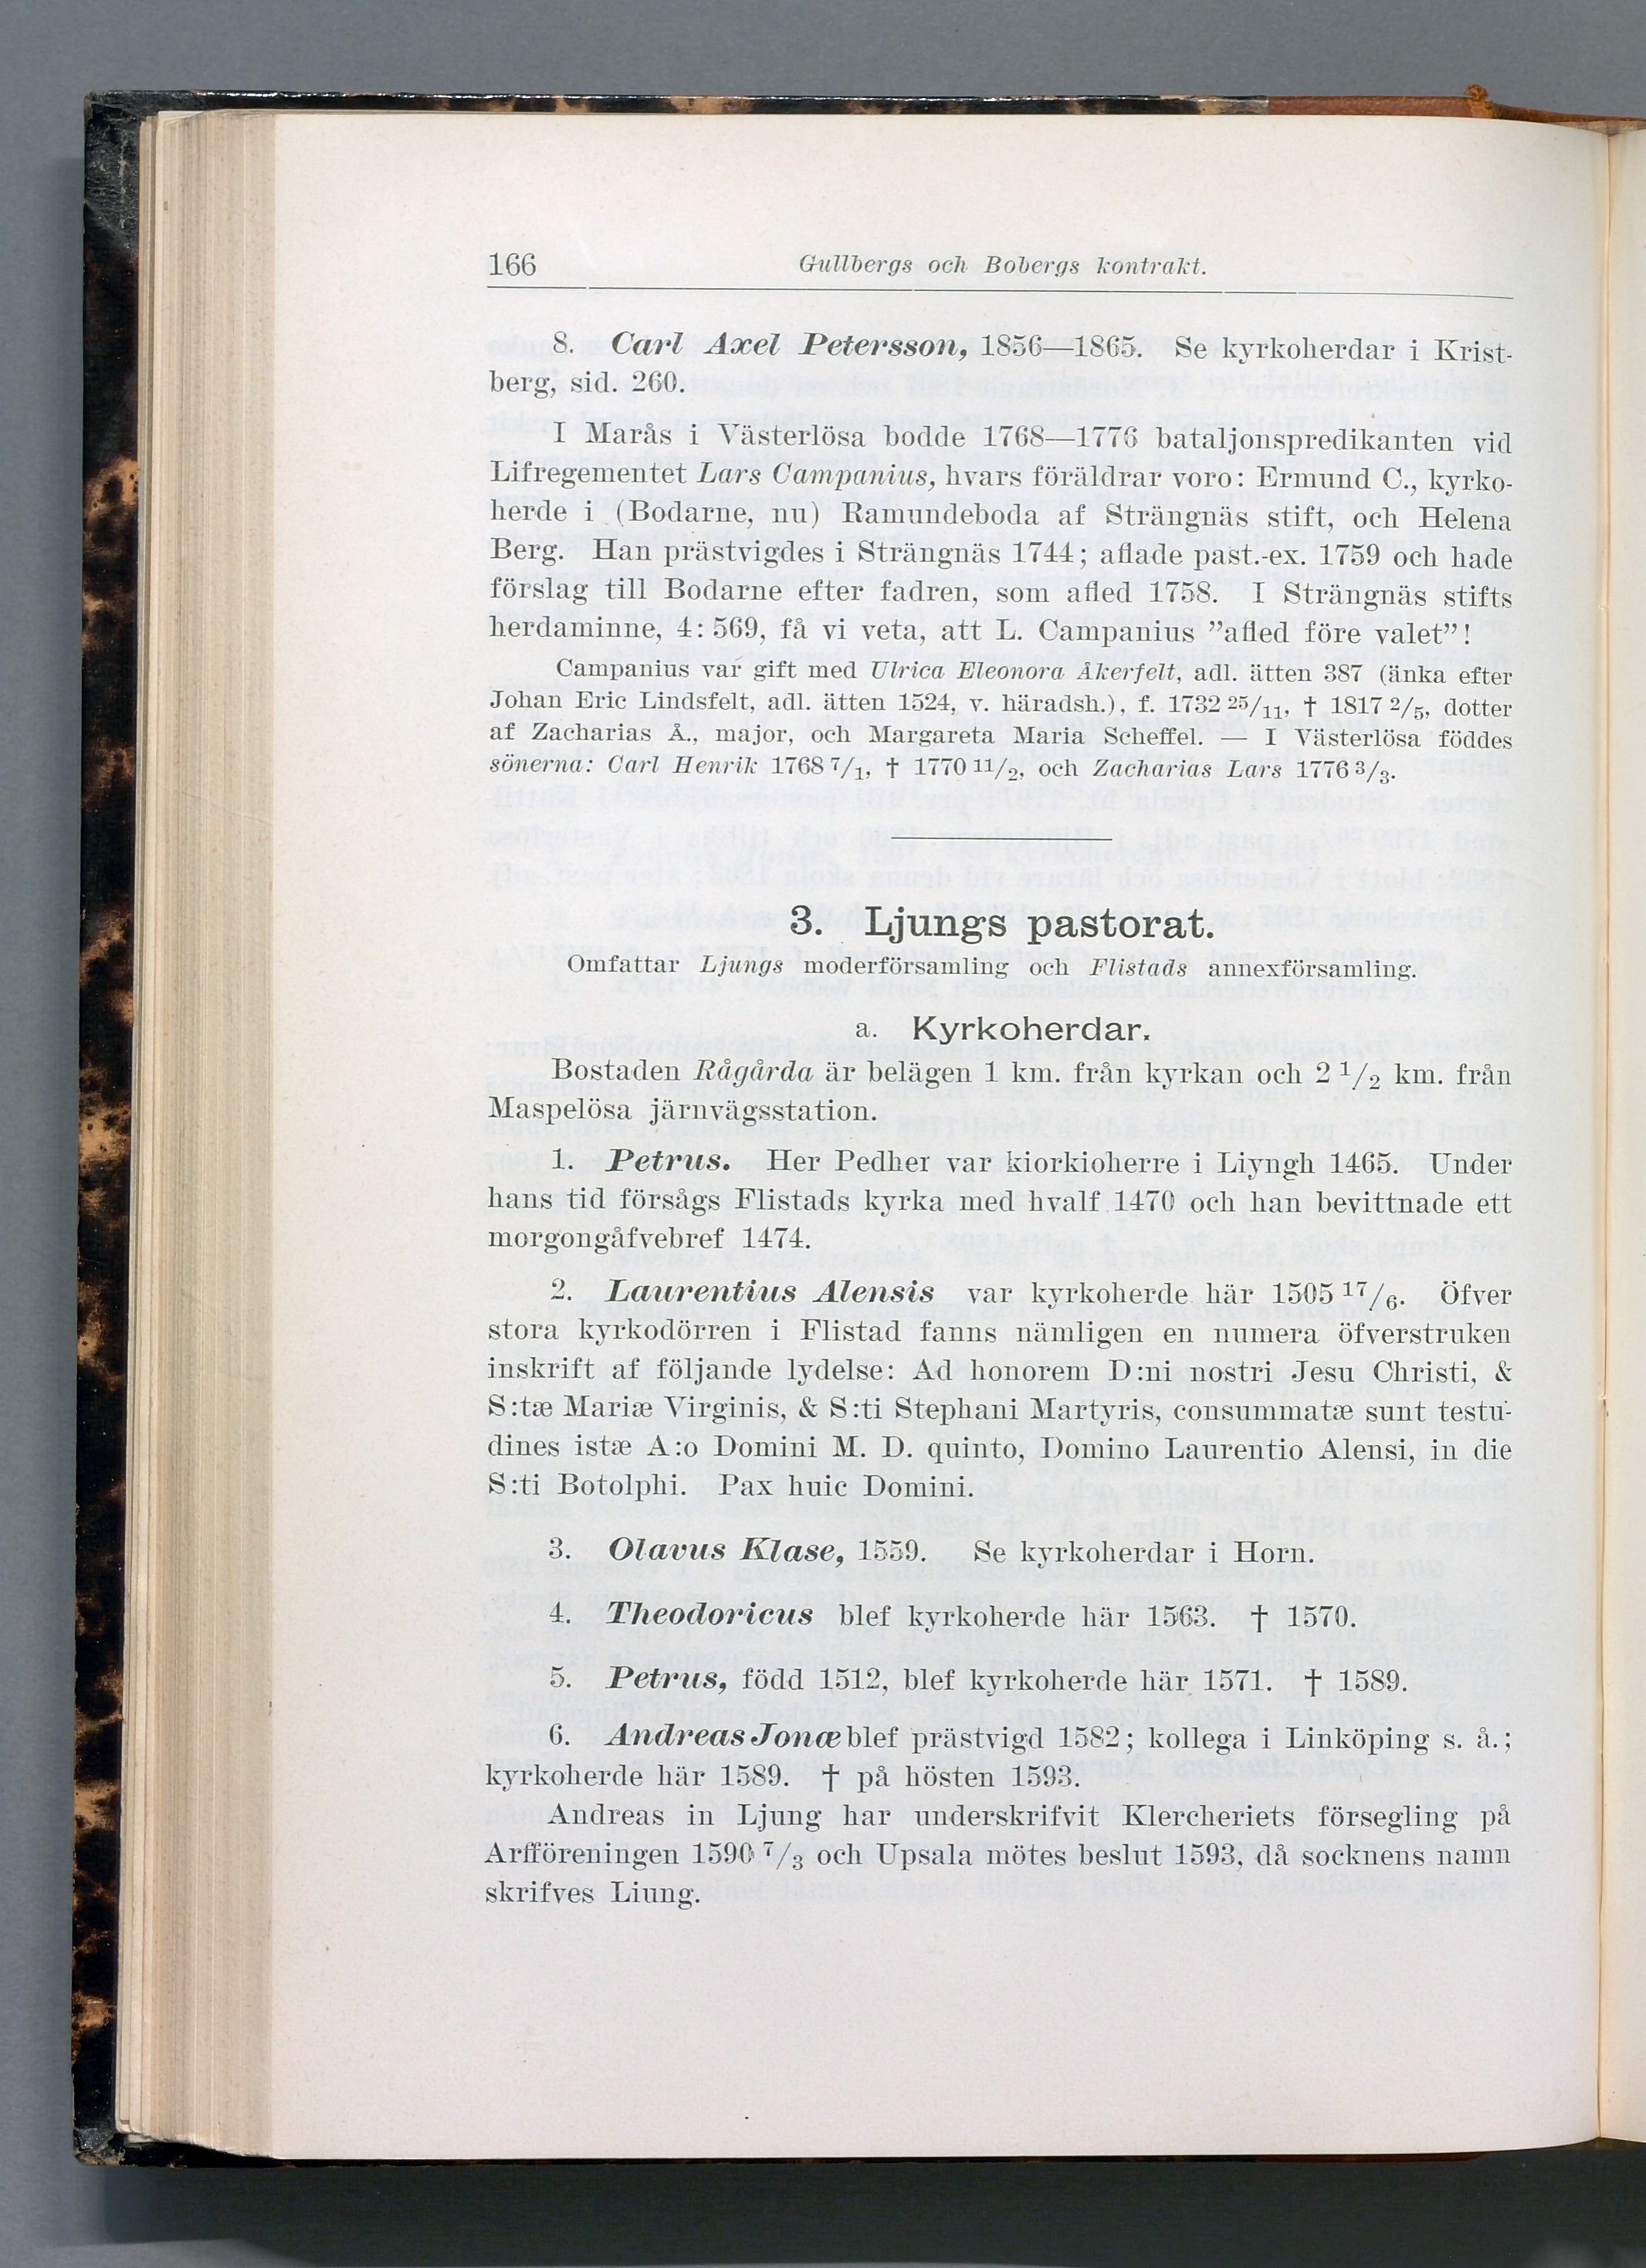 166 Gullbergs och Bobergs kontrakt.
8. Carl Axel Petersson, 1856—1865. Se kyrkoherdar i Krist-
berg, sid. 260.
I Marås i Västerlösa bodde 1768—1776 bataljonspredikanten vid
Lifregementet Lars Campanius, hvars föräldrar voro: Ermund C., kyrko-
herde i (Bodarne, nu) Ramundeboda af Strängnäs stift, och Helena
Berg. Han prästvigdes i Strängnäs 1744; aflade past.-ex. 1759 och hade
förslag till Bodarne efter fadren, som afled 1758. I Strängnäs stifts
herdaminne, 4: 569, få vi veta, att L. Campanius ”afled före valet”!
Campanius var gift med Ulrica Eleonora Åkerfelt, adl. ätten 387 (änka efter
Johan Eric Lindsfelt, adl. ätten 1524, v. häradsh.), f. 1732 25/11, † 1817 2/5, dotter
af Zacharias Å., major, och Margareta Maria Scheffel. — I Västerlösa föddes
sönerna: Carl Henrik 1768 7/1, † 1770 11/2, och Zacharias Lars 1776 3/3.
3. Ljungs pastorat.
Omfattar Ljungs moderförsamling och Flistads annexförsamling.
a. Kyrkoherdar.
Bostaden Rågårda är belägen 1 km. från kyrkan och 2 1/2 km. från
Maspelösa järnvägsstation.
1. Petrus. Her Pedher var kiorkioherre i Liyngh 1465. Under
hans tid försågs Flistads kyrka med hvalf 1470 och han bevittnade ett
morgongåfvebref 1474.
2. Laurentius Alensis var kyrkoherde här 1505 17/6. Öfver
stora kyrkodörren i Flistad fanns nämligen en numera öfverstruken
inskrift af följande lydelse: Ad honorem D:ni nostri Jesu Christi, &
S:tæ Mariæ Virginis, & S:ti Stephani Martyris, consummatæ sunt testu-
dines istæ A:o Domini M. D. quinto, Domino Laurentio Alensi, in die
S:ti Botolphi. Pax huic Domini.
3. Olavus Klase, 1559. Se kyrkoherdar i Horn.
4. Theodoricus blef kyrkoherde här 1563. † 1570.
5. Petrus, född 1512, blef kyrkoherde här 1571. † 1589.
6. Andreas Jonæ blef prästvigd 1582; kollega i Linköping s. å.;
kyrkoherde här 1589. † på hösten 1593.
Andreas in Ljung har underskrifvit Klercheriets försegling på
Arfföreningen 1590 7/3 och Upsala mötes beslut 1593, då socknens namn
skrifves Liung.